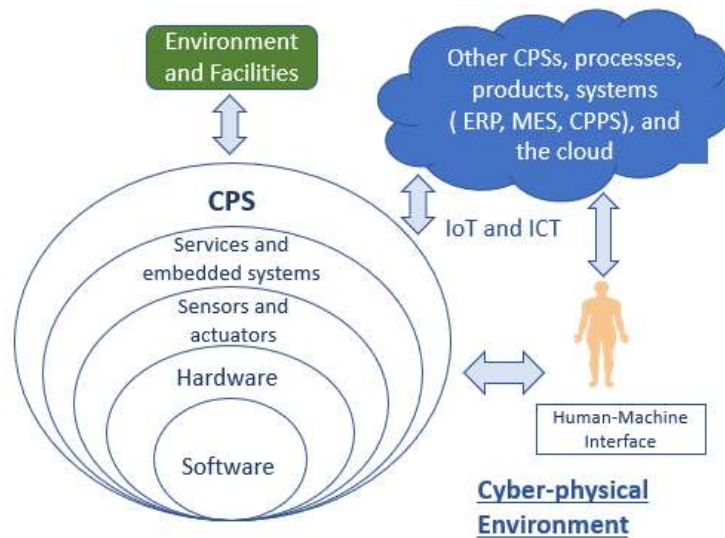 Environment
and Facilities
Other CPSs, processes,
products, systems
( ERP, MES, CPPS), and
the cloud
CPS
IoT and ICT
Services and
embedded systems
Sensors and
actuators
Hardware
Software
Human-Machine
Interface
Cyber-physical
Environment